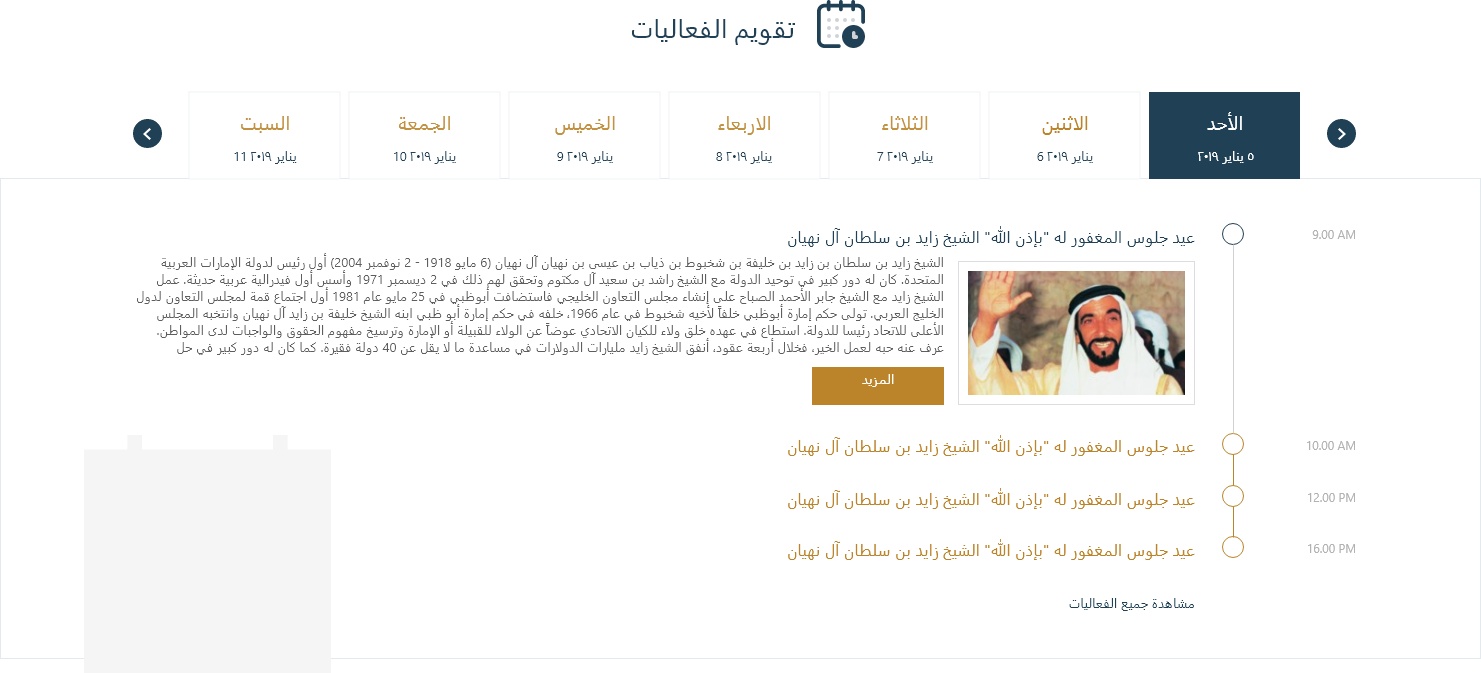 تقويم الفعاليات
الأحد
٥ يناير ٢٠١٩
الاثنين
6 يناير ٢٠١٩
الثلاثاء
7 يناير ٢٠١٩
الاربعاء
8 يناير ٢٠١٩
الخميس
9 يناير ٢٠١٩
الجمعة
10 يناير ٢٠١٩
السبت
11 يناير ٢٠١٩
9.00 AM
عيد جلوس المغفور له "بإذن الله" الشيخ زايد بن سلطان آل نهيان
الشيخ زايد بن سلطان بن زايد بن خليفة بن شخبوط بن ذياب بن عيسى بن نهيان آل نهيان (6 مايو 1918 - 2 نوفمبر 2004) أول رئيس لدولة الإمارات العربية
المتحدة. كان له دور كبير في توحيد الدولة مع الشيخ راشد بن سعيد آل مكتوم وتحقق لهم ذلك في 2 ديسمبر 1971 وأسس أول فيدرالية عربية حديثة. عمل
الشيخ زايد مع الشيخ جابر الأحمد الصباح على إنشاء مجلس التعاون الخليجي فاستضافت أبوظبي في 25 مايو عام 1981 أول اجتماع قمة لمجلس التعاون لدول
الخليج العربي. تولى حكم إمارة أبوظبي خلفاً لأخيه شخبوط في عام 1966، خلفه في حكم إمارة أبو ظبي ابنه الشيخ خليفة بن زايد آل نهيان وانتخبه المجلس
الأعلى للاتحاد رئيسا للدولة. استطاع في عهده خلق ولاء للكيان الاتحادي عوضاً عن الولاء للقبيلة أو الإمارة وترسيخ مفهوم الحقوق والواجبات لدى المواطن.
عرف عنه حبه لعمل الخير، فخلال أربعة عقود، أنفق الشيخ زايد مليارات الدولارات في مساعدة ما لا يقل عن 40 دولة فقيرة. كما كان له دور كبير في حل
المزيد
10.00 AM
عيد جلوس المغفور له "بإذن الله" الشيخ زايد بن سلطان آل نهيان
12.00 PM
عيد جلوس المغفور له "بإذن الله" الشيخ زايد بن سلطان آل نهيان
16.00 PM
عيد جلوس المغفور له "بإذن الله" الشيخ زايد بن سلطان آل نهيان
مشاهدة جميع الفعاليات